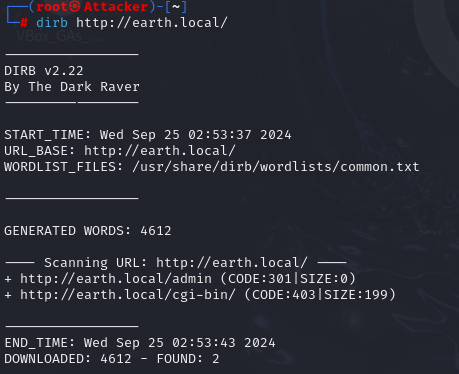 ┌──(root㉿Attacker)-[~]
└─# dirb http://earth.local/
VBox_GAs_...
-----------------
DIRB v2.22
By The Dark Raver
-----------------
START_TIME: Wed Sep 25 02:53:37 2024
URL_BASE: http://earth.local/
WORDLIST_FILES: /usr/share/dirb/wordlists/common.txt
-----------------
GENERATED WORDS: 4612
---- Scanning URL: http://earth.local/ ----
+ http://earth.local/admin (CODE:301|SIZE:0)
+ http://earth.local/cgi-bin/ (CODE:403|SIZE:199)
-----------------
END_TIME: Wed Sep 25 02:53:43 2024
DOWNLOADED: 4612 - FOUND: 2